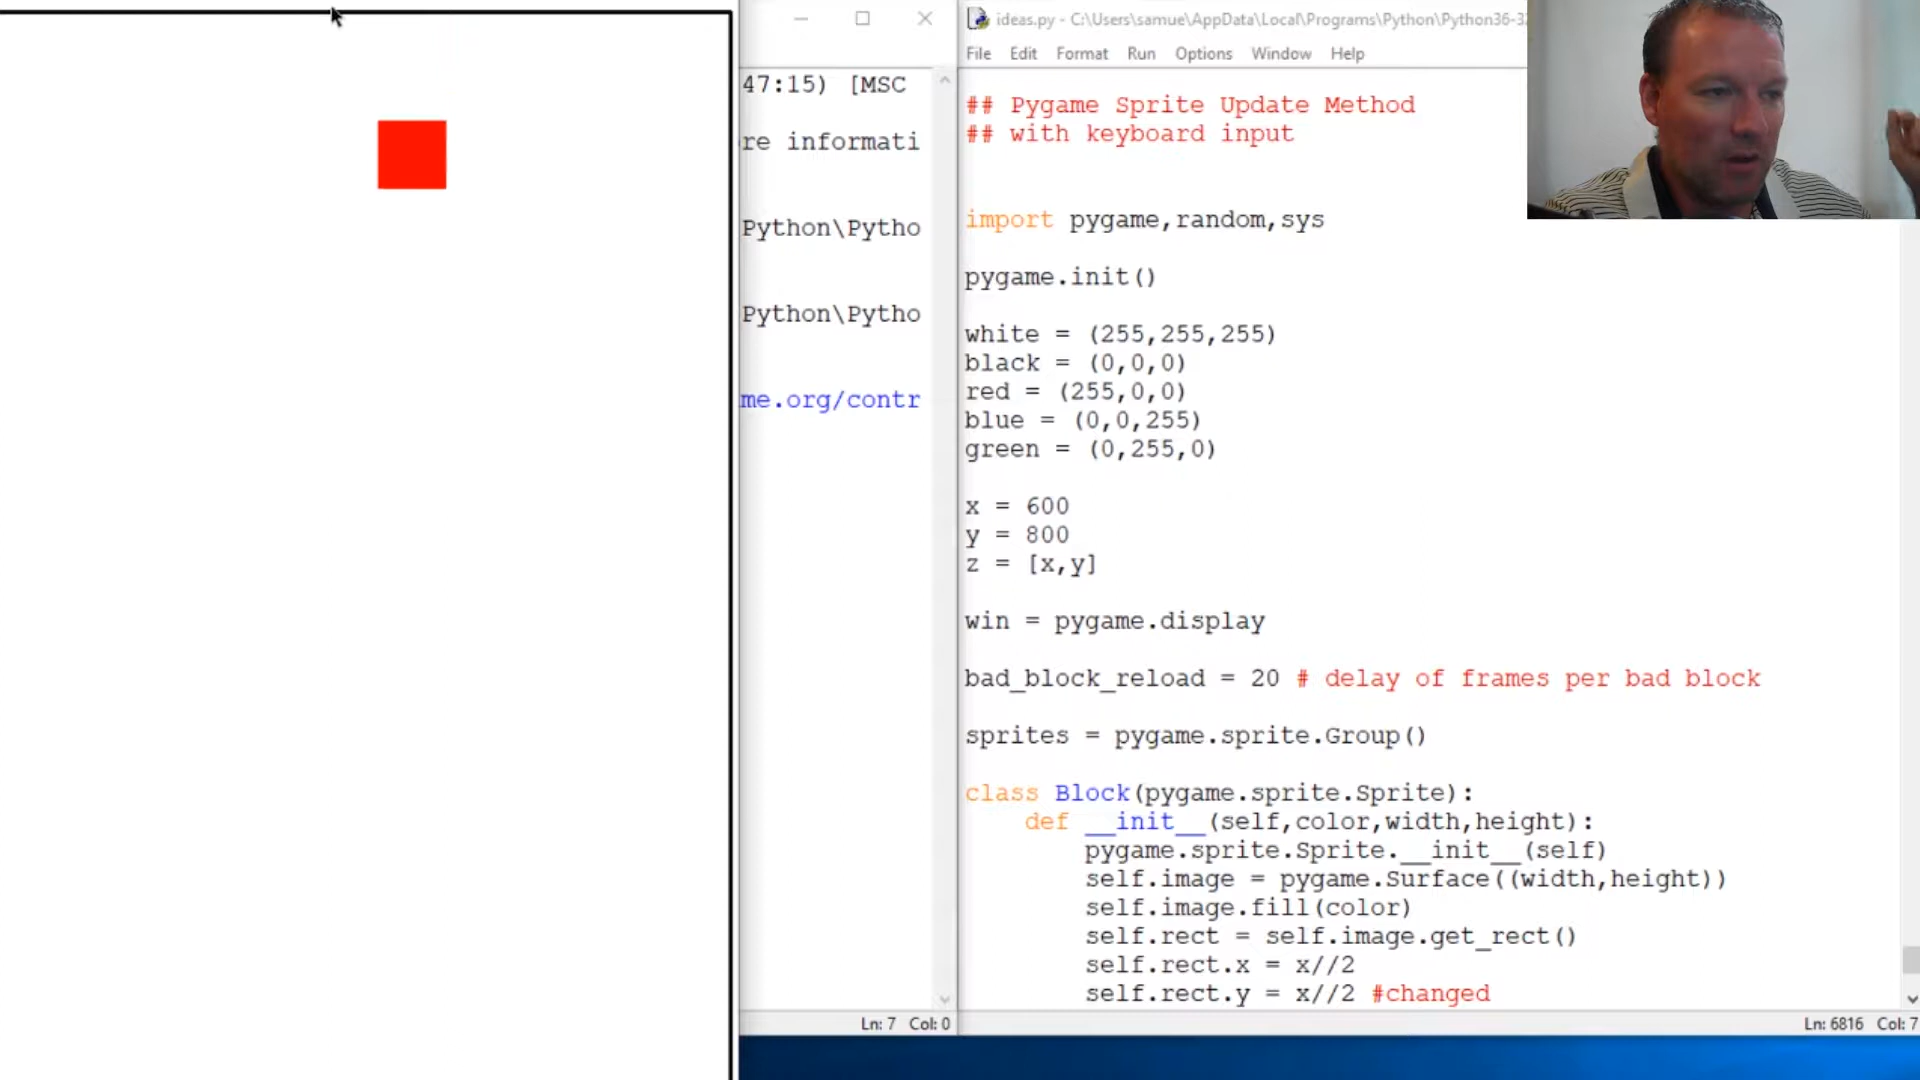 47:15) [MSC
re informati
Python\Pytho
Python\Pytho
me.org/contr
Ln: 7 Col: 0
ideas.py - C:\Users\samue\AppData\Local\Programs\Python\Python36-3
File Edit Format Run Options Window Help
## Pygame Sprite Update Method
## with keyboard input
import pygame,random,sys
pygame.init()
white = (255,255,255)
black = (0,0,0)
red = (255,0,0)
blue = (0,0,255)
green = (0,255,0)
x = 600
y = 800
z = [x,y]
win = pygame.display
bad_block_reload = 20 # delay of frames per bad block
sprites = pygame.sprite.Group()
class Block(pygame.sprite.Sprite):
def __init__(self,color,width,height):
pygame.sprite.Sprite.__init__(self)
self.image = pygame.Surface((width,height))
self.image.fill(color)
self.rect = self.image.get_rect()
self.rect.x = x//2
self.rect.y = x//2 #changed
Ln: 6816 Col: 7